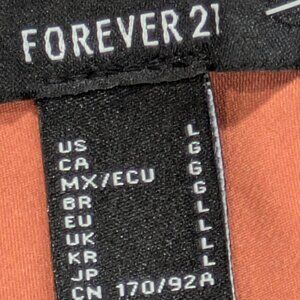 FOREVER 21
US L
CA G
MX/ECU G
BR G
EU L
UK L
KR L
JP L
CN 170/92A